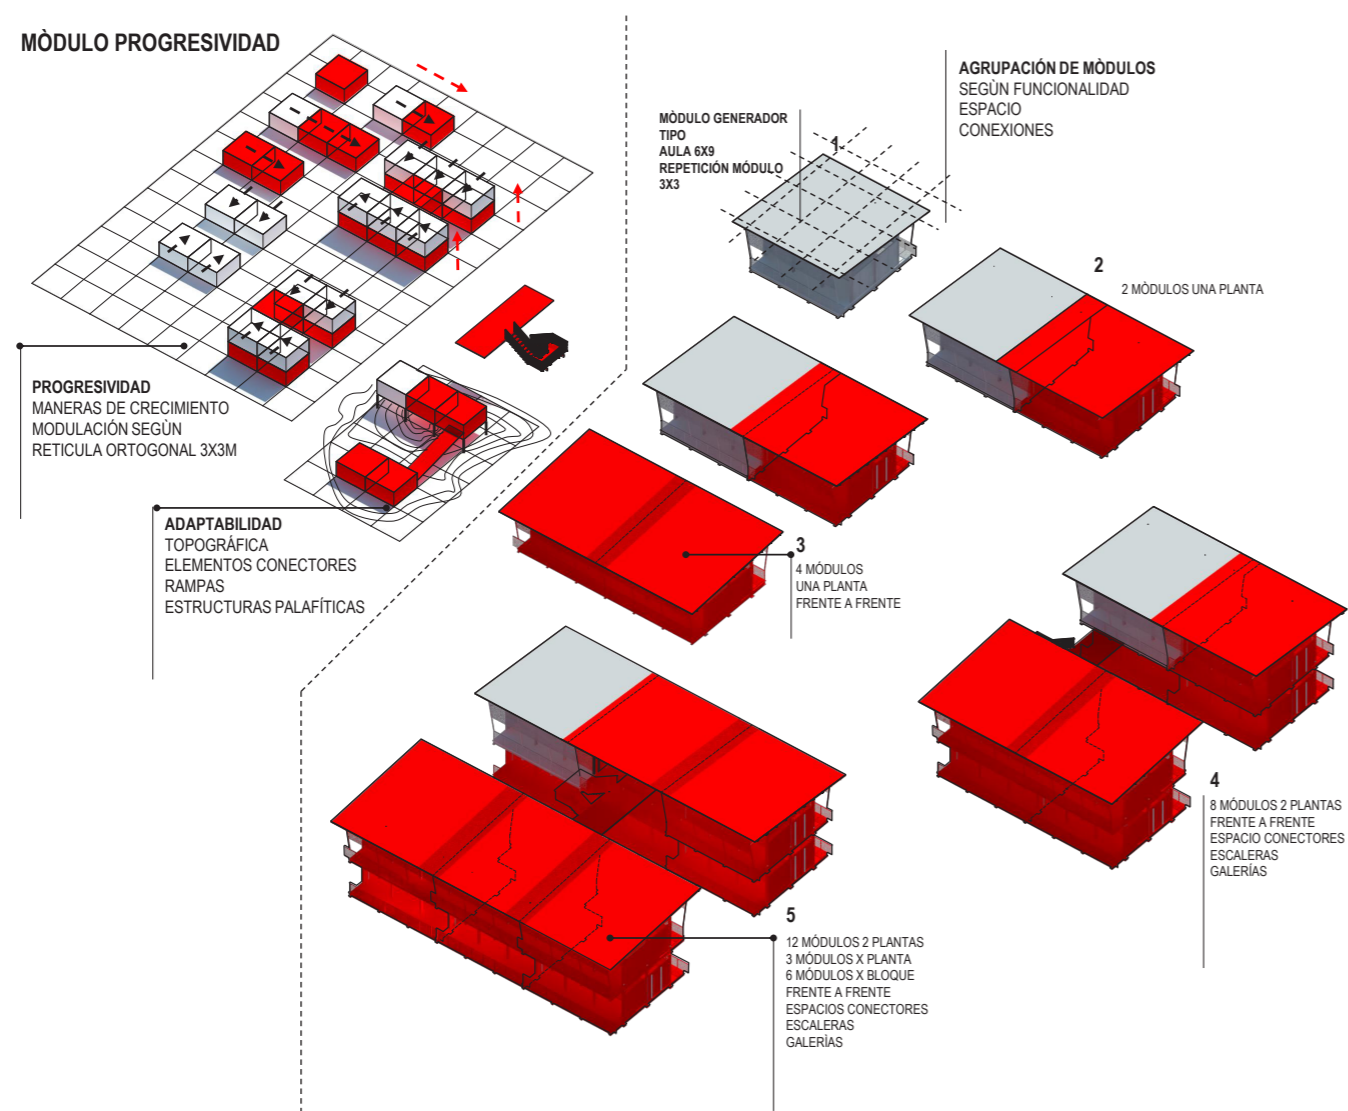 MÒDULO PROGRESIVIDAD
PROGRESIVIDAD
MANERAS DE CRECIMIENTO
MODULACIÓN SEGÙN
RETICULA ORTOGONAL 3X3M
ADAPTABILIDAD
TOPOGRÁFICA
ELEMENTOS CONECTORES
RAMPAS
ESTRUCTURAS PALAFÍTICAS
MÒDULO GENERADOR
TIPO
AULA 6X9
REPETICIÓN MÓDULO
3X3
1
AGRUPACIÓN DE MÒDULOS
SEGÙN FUNCIONALIDAD
ESPACIO
CONEXIONES
2
2 MÒDULOS UNA PLANTA
3
4 MÓDULOS
UNA PLANTA
FRENTE A FRENTE
4
8 MÓDULOS 2 PLANTAS
FRENTE A FRENTE
ESPACIO CONECTORES
ESCALERAS
GALERÍAS
5
12 MÓDULOS 2 PLANTAS
3 MÓDULOS X PLANTA
6 MÓDULOS X BLOQUE
FRENTE A FRENTE
ESPACIOS CONECTORES
ESCALERAS
GALERÌAS